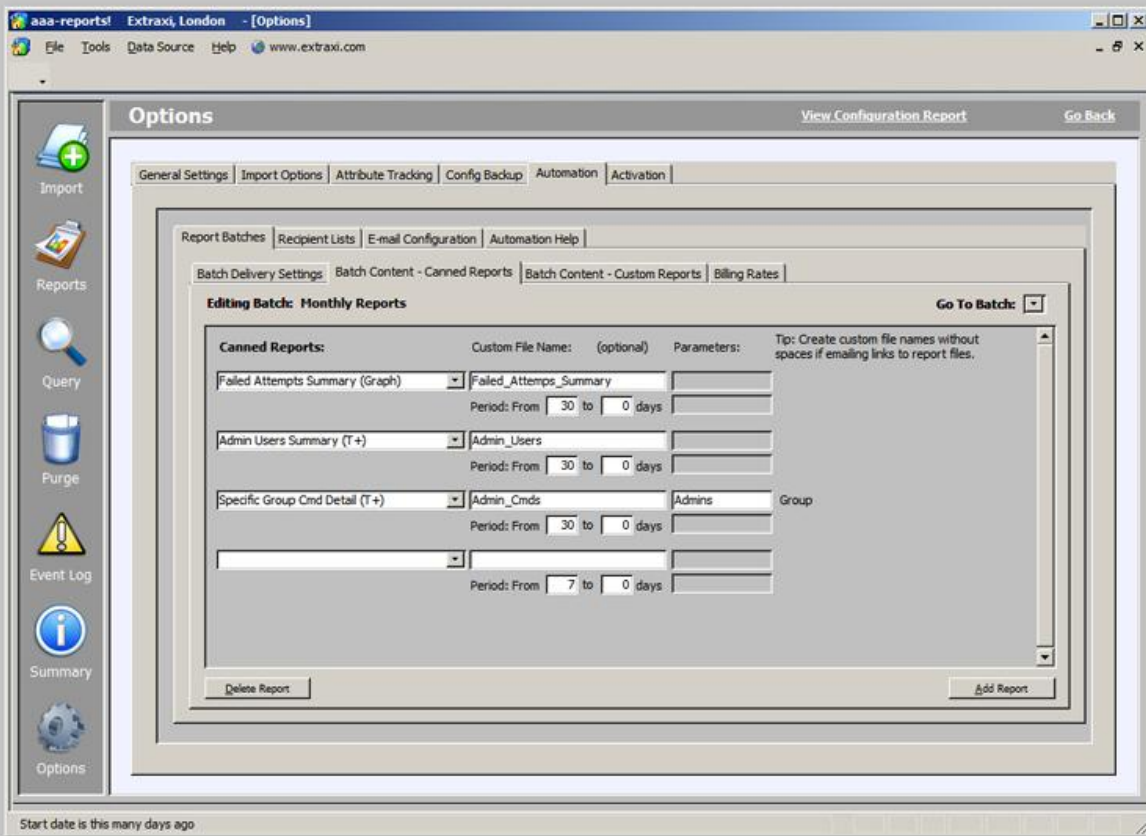 aaa-reports! Extraxi, London - [Options]
File Tools Data Source Help www.extraxi.com
Options View Configuration Report Go Back
Import
Reports
Query
Purge
Event Log
Summary
Options
General Settings Import Options Attribute Tracking Config Backup Automation Activation
Report Batches Recipient Lists E-mail Configuration Automation Help
Batch Delivery Settings Batch Content - Canned Reports Batch Content - Custom Reports Billing Rates
Editing Batch: Monthly Reports Go To Batch:
Canned Reports: Custom File Name: (optional) Parameters: Tip: Create custom file names without
spaces if emailing links to report files.
Failed Attempts Summary (Graph) Failed_Attemps_Summary
Period: From 30 to 0 days
Admin Users Summary (T+) Admin_Users
Period: From 30 to 0 days
Specific Group Cmd Detail (T+) Admin_Cmds Admins Group
Period: From 30 to 0 days
Period: From 7 to 0 days
Delete Report Add Report
Start date is this many days ago